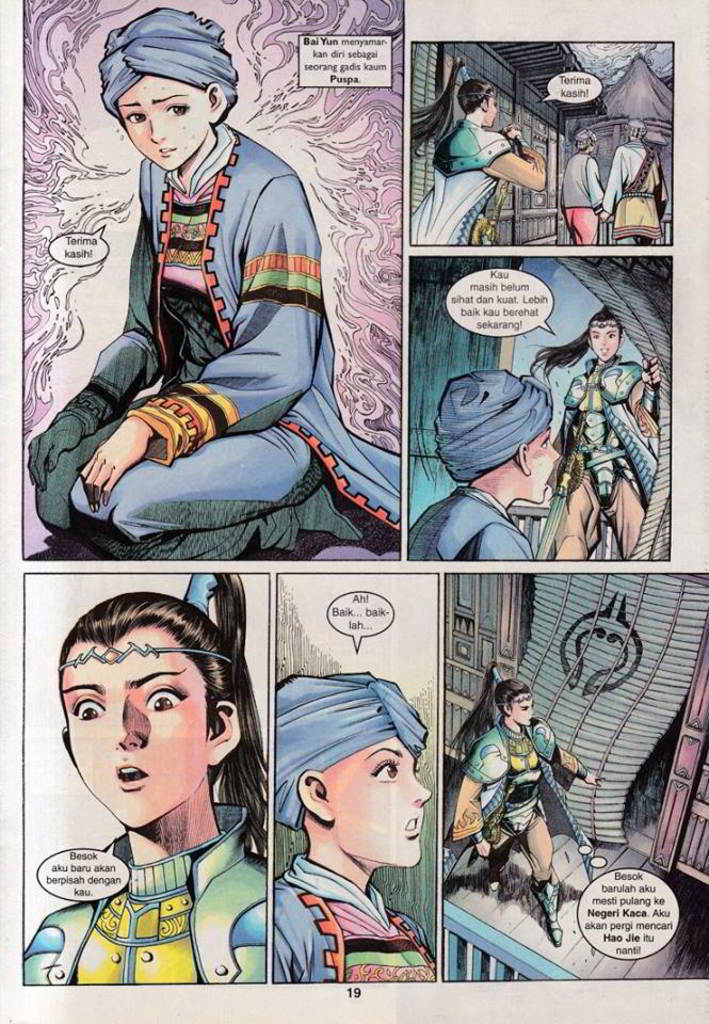 Bai Yun menyamar-
kan diri sebagai
seorang gadis kaum
Puspa.
Terima
kasih!
Terima
kasih!
Kau
masih belum
sihat dan kuat. Lebih
baik kau berehat
sekarang!
Besok
aku baru akan
berpisah dengan
kau.
Ah!
Baik... baik-
lah...
Besok
barulah aku
mesti pulang ke
Negeri Kaca. Aku
akan pergi mencari
Hao Jie itu
nanti!
19